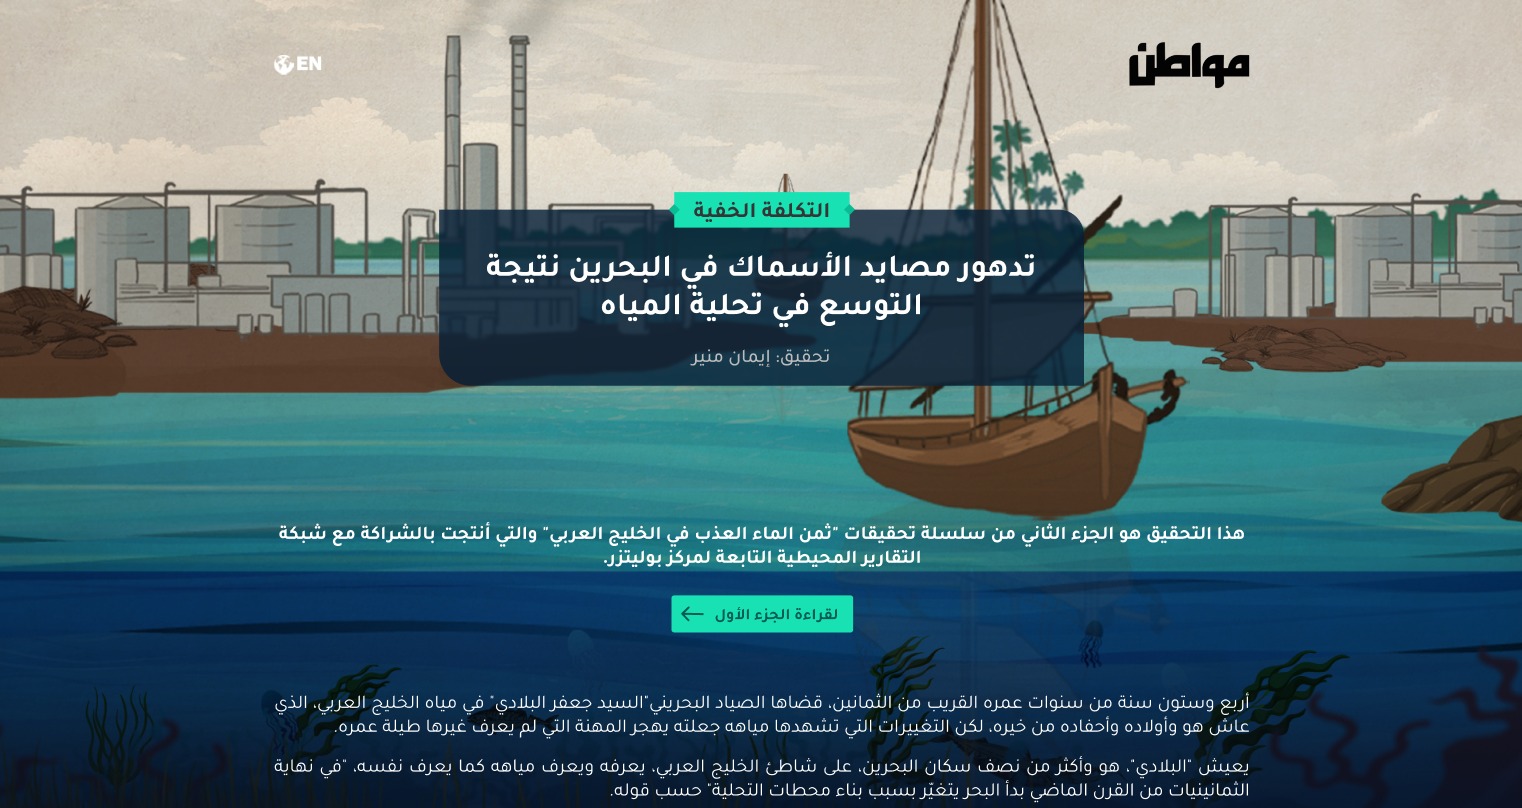 مواطن
EN
التكلفة الخفية
تدهور مصايد الأسماك في البحرين نتيجة
التوسع في تحلية المياه
تحقيق: إيمان منير
هذا التحقيق هو الجزء الثاني من سلسلة تحقيقات "ثمن الماء العذب في الخليج العربي" والتي أنتجت بالشراكة مع شبكة
التقارير المحيطية التابعة لمركز بوليتزر.
لقراءة الجزء الأول
أربع وستون سنة من سنوات عمره القريب من الثمانين، قضاها الصياد البحريني"السيد جعفر البلادي" في مياه الخليج العربي، الذي
عاش هو وأولاده وأحفاده من خيره، لكن التغييرات التي تشهدها مياهه جعلته يهجر المهنة التي لم يعرف غيرها طيلة عمره.
يعيش "البلادي"، هو وأكثر من نصف سكان البحرين، على شاطئ الخليج العربي، يعرفه ويعرف مياهه كما يعرف نفسه، "في نهاية
الثمانينيات من القرن الماضي بدأ البحر يتغيّر بسبب بناء محطات التحلية" حسب قوله.